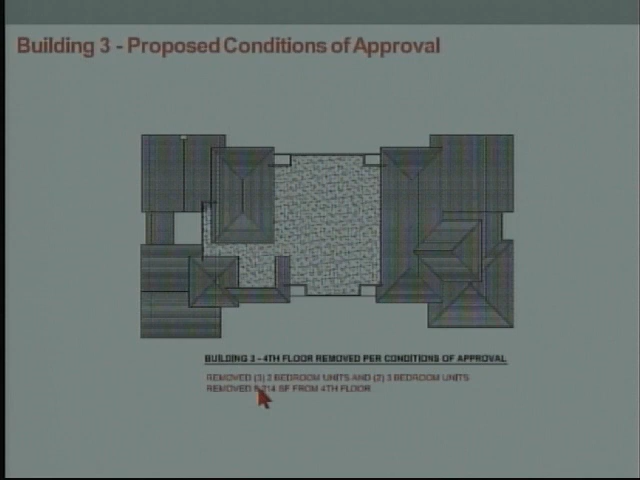 Building 3 - Proposed Conditions of Approval
BUILDING 3 - 4TH FLOOR REMOVED PER CONDITIONS OF APPROVAL
REMOVED (3) 2 BEDROOM UNITS AND (2) 3 BEDROOM UNITS
REMOVED SF FROM 4TH FLOOR